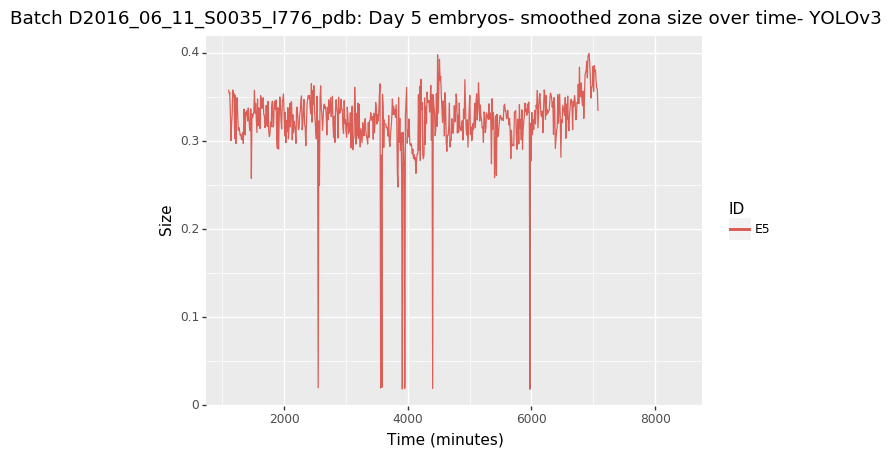 Batch D2016_06_11_S0035_I776_pdb: Day 5 embryos- smoothed zona size over time- YOLOv3
0.4
0.3
0.2
0.1
0
Size
2000
4000
6000
8000
Time (minutes)
ID
E5